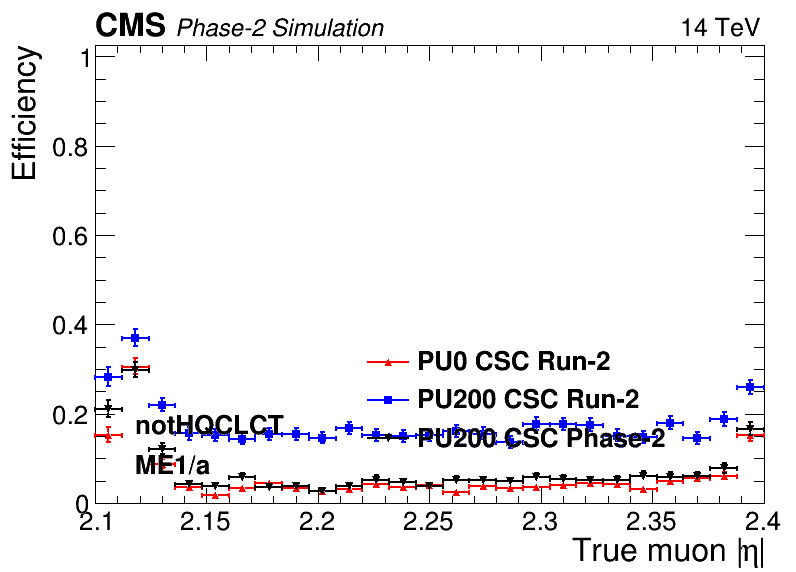 CMS Phase-2 Simulation 14 TeV
Efficiency
1
0.8
0.6
0.4
0.2
0
PU0 CSC Run-2
PU200 CSC Run-2
PU200 CSC Phase-2
notHQCLCT
ME1/a
2.1 2.15 2.2 2.25 2.3 2.35 2.4
True muon |η|